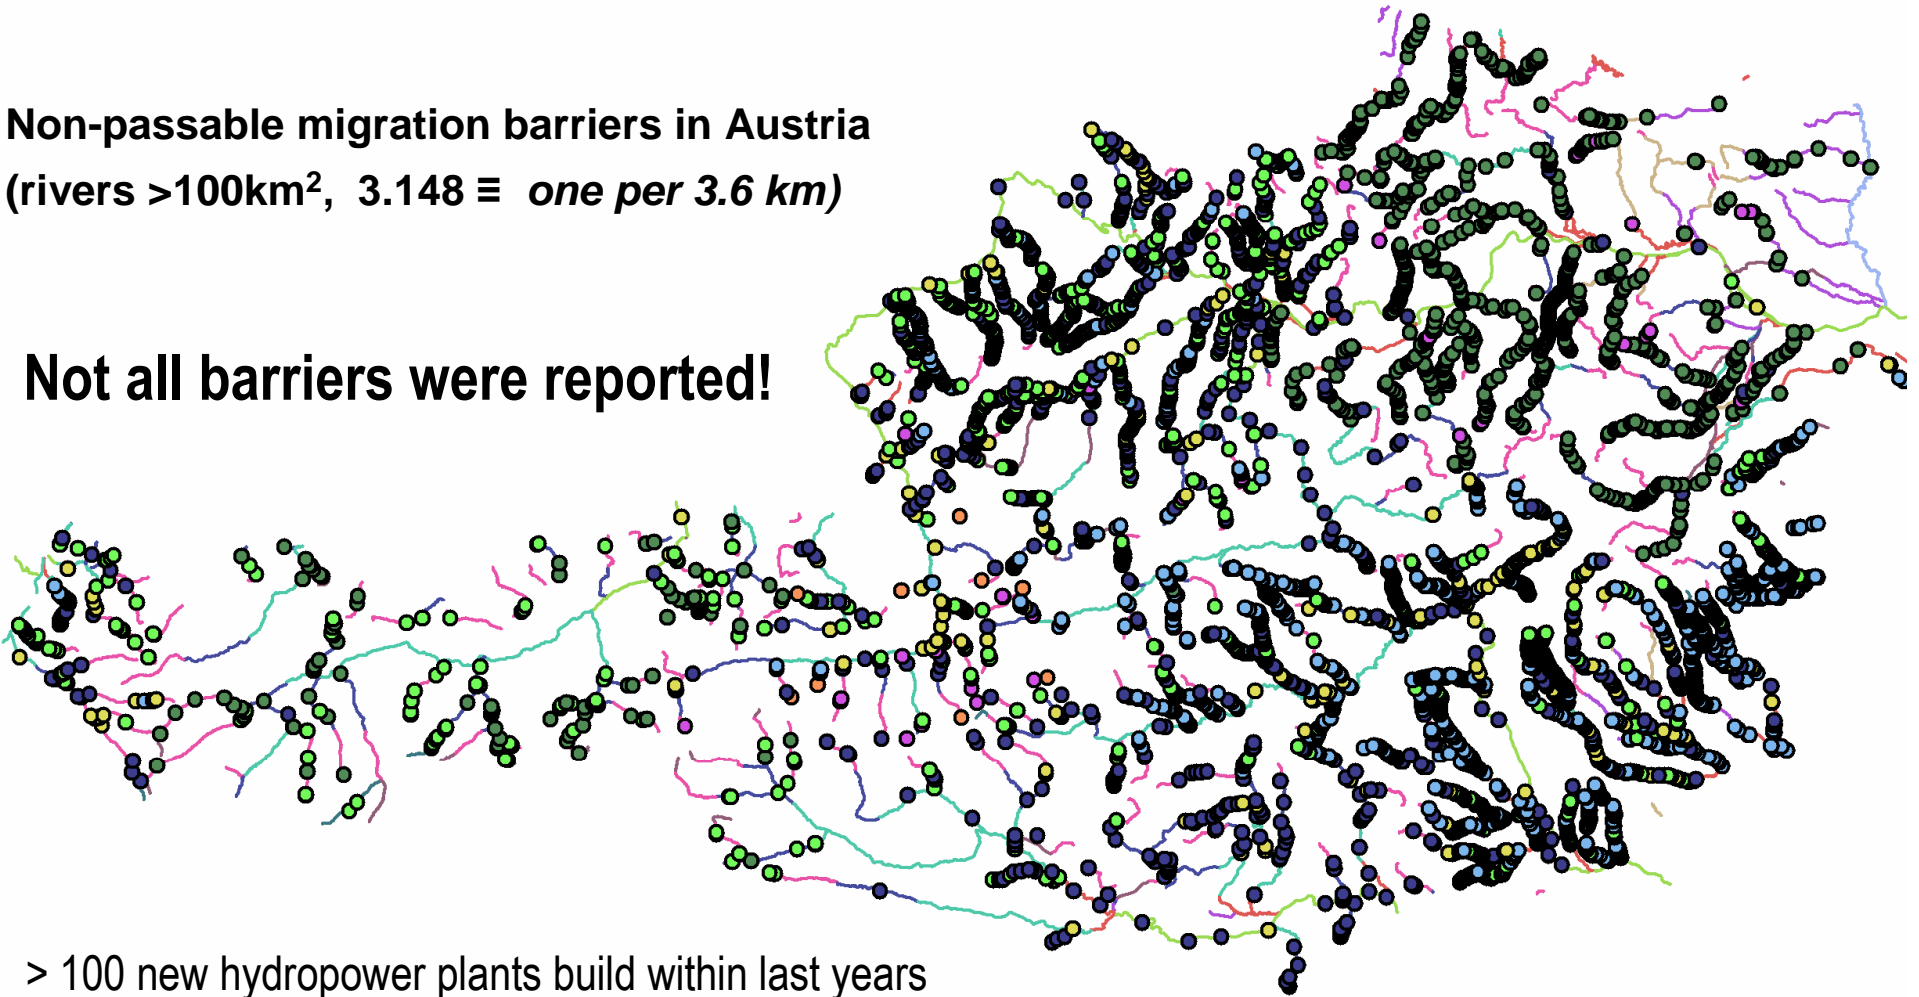 Non-passable migration barriers in Austria
(rivers >100km², 3.148 ≡ one per 3.6 km)
Not all barriers were reported!
> 100 new hydropower plants build within last years